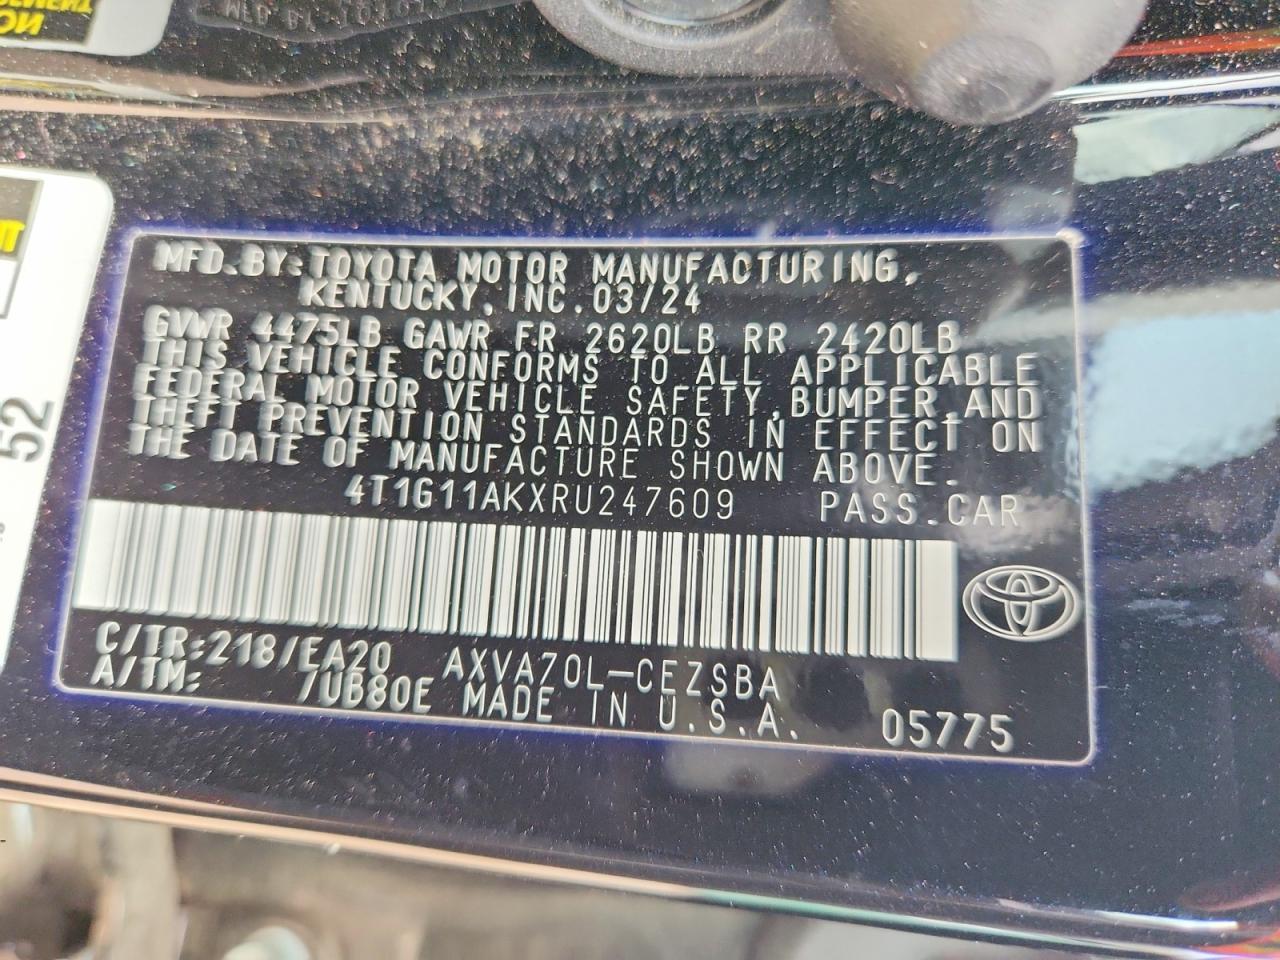 MFD.BY:TOYOTA MOTOR MANUFACTURING,
KENTUCKY,INC.03/24
GVWR 4475LB GAWR FR 2620LB RR 2420LB
THIS VEHICLE CONFORMS TO ALL APPLICABLE
FEDERAL MOTOR VEHICLE SAFETY,BUMPER,AND
THEFT PREVENTION STANDARDS IN EFFECT ON
THE DATE OF MANUFACTURE SHOWN ABOVE.
4T1G11AKXRU247609 PASS.CAR
C/TR:218/EA20 AXVA70L-CEZSBA
A/TM: /UB80E MADE IN U.S.A. 05775
52